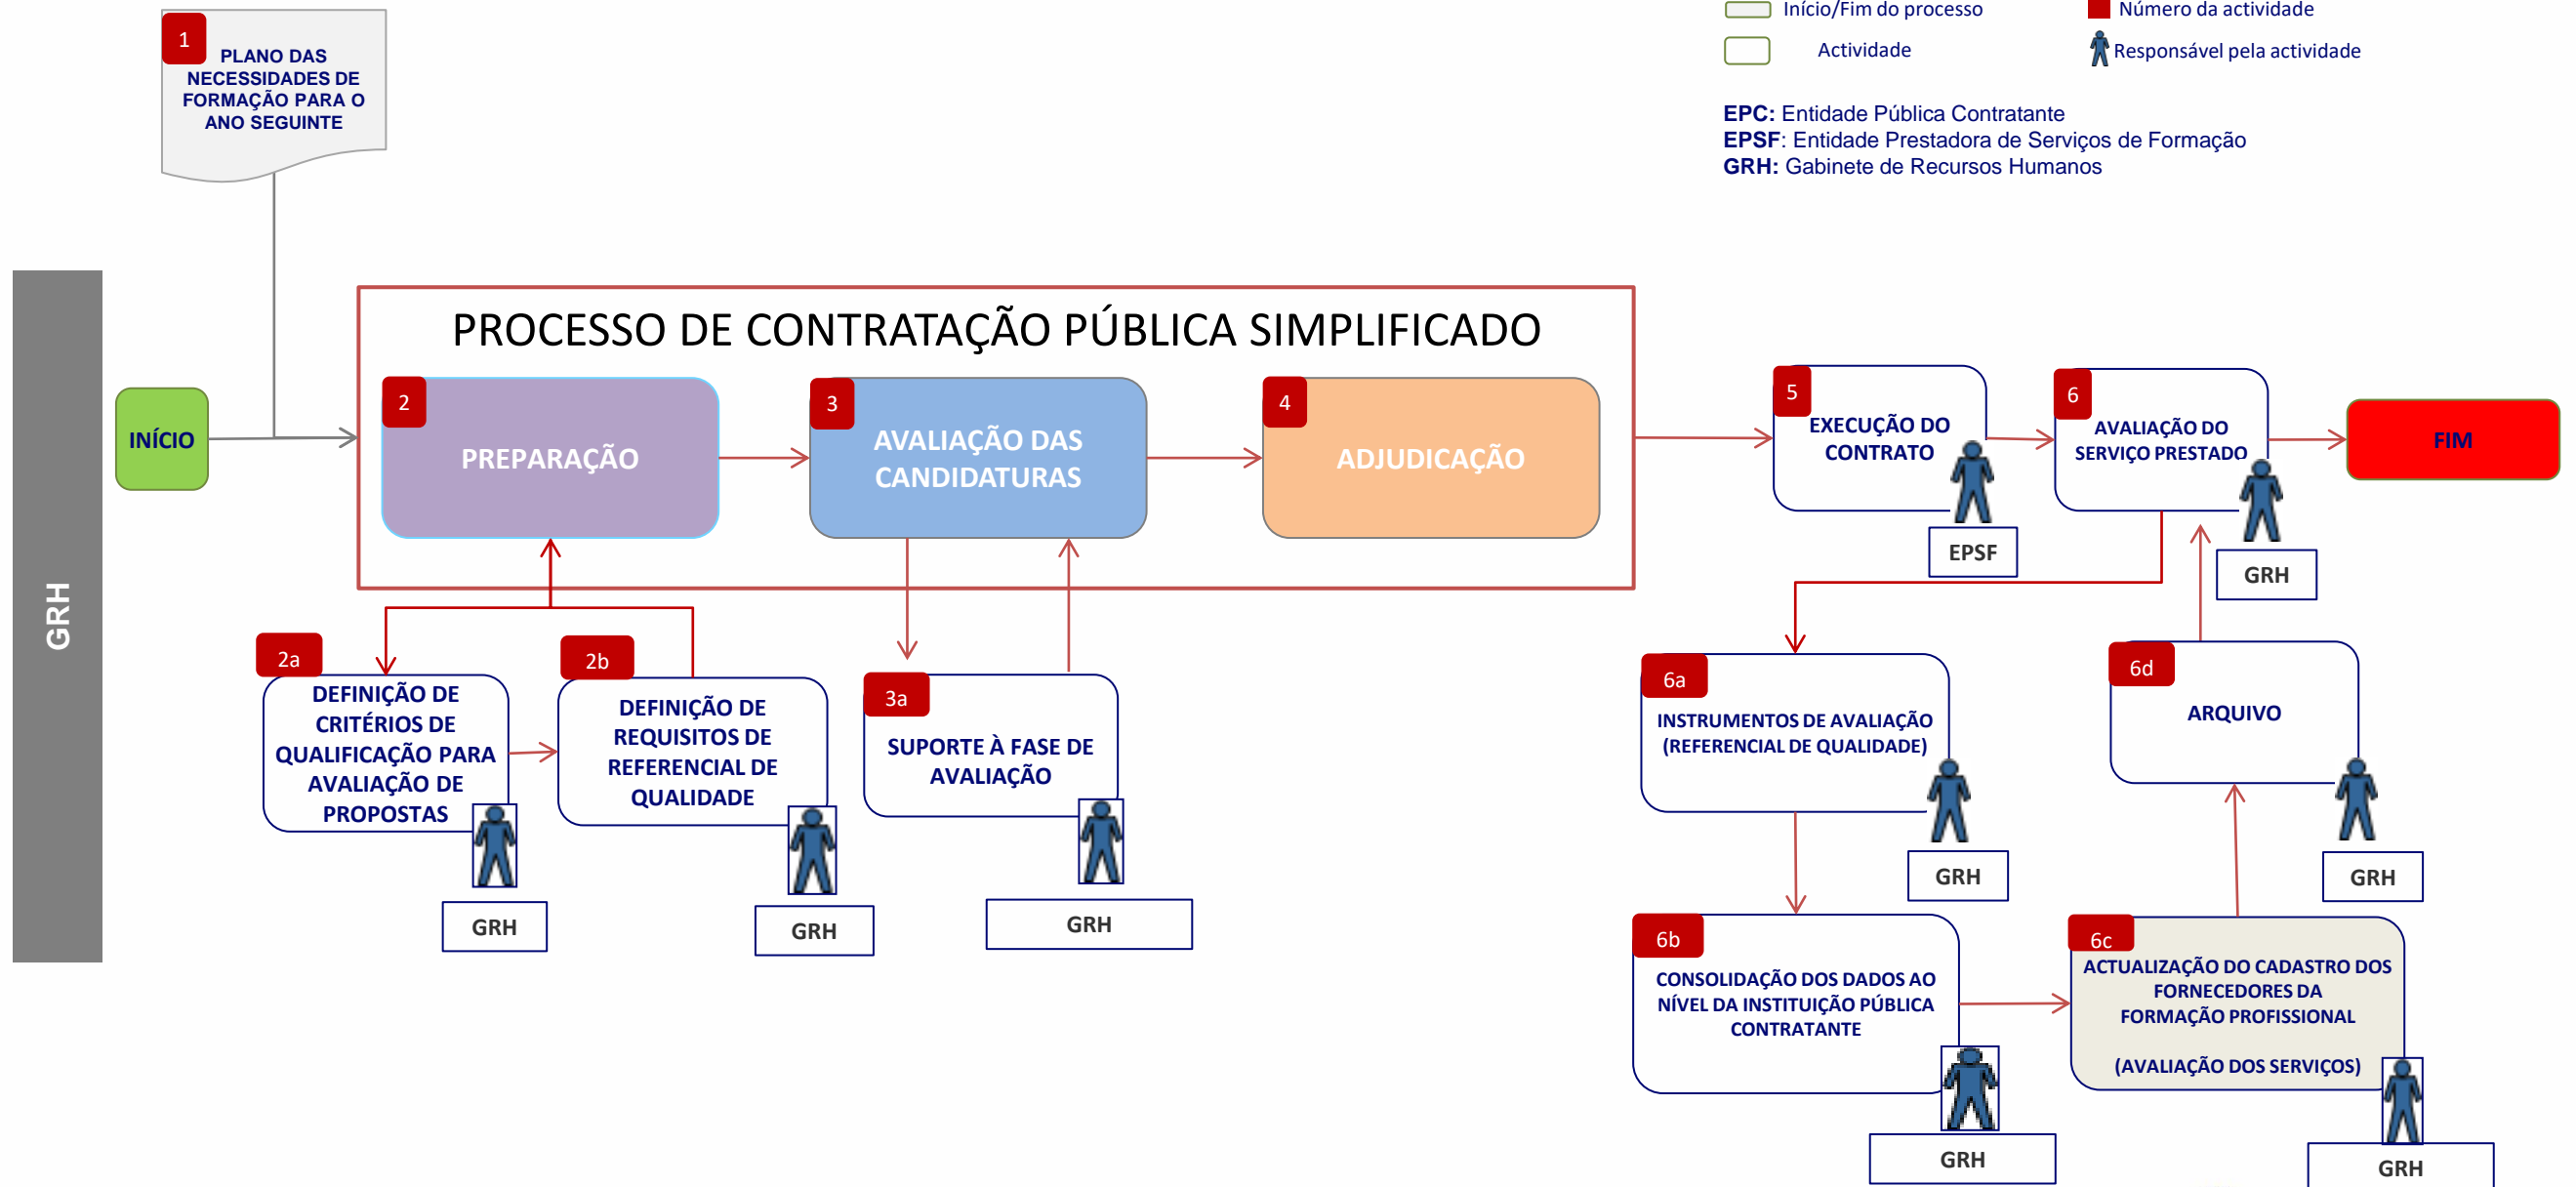 Início/Fim do processo
Número da actividade
Actividade
Responsável pela actividade
EPC: Entidade Pública Contratante
EPSF: Entidade Prestadora de Serviços de Formação
GRH: Gabinete de Recursos Humanos
1
PLANO DAS
NECESSIDADES DE
FORMAÇÃO PARA O
ANO SEGUINTE
GRH
INÍCIO
PROCESSO DE CONTRATAÇÃO PÚBLICA SIMPLIFICADO
2
PREPARAÇÃO
3
AVALIAÇÃO DAS
CANDIDATURAS
4
ADJUDICAÇÃO
5
EXECUÇÃO DO
CONTRATO
EPSF
6
AVALIAÇÃO DO
SERVIÇO PRESTADO
GRH
FIM
2a
DEFINIÇÃO DE
CRITÉRIOS DE
QUALIFICAÇÃO PARA
AVALIAÇÃO DE
PROPOSTAS
GRH
2b
DEFINIÇÃO DE
REQUISITOS DE
REFERENCIAL DE
QUALIDADE
GRH
3a
SUPORTE À FASE DE
AVALIAÇÃO
GRH
6a
INSTRUMENTOS DE AVALIAÇÃO
(REFERENCIAL DE QUALIDADE)
GRH
6d
ARQUIVO
GRH
6b
CONSOLIDAÇÃO DOS DADOS AO
NÍVEL DA INSTITUIÇÃO PÚBLICA
CONTRATANTE
GRH
6c
ACTUALIZAÇÃO DO CADASTRO DOS
FORNECEDORES DA
FORMAÇÃO PROFISSIONAL
(AVALIAÇÃO DOS SERVIÇOS)
GRH